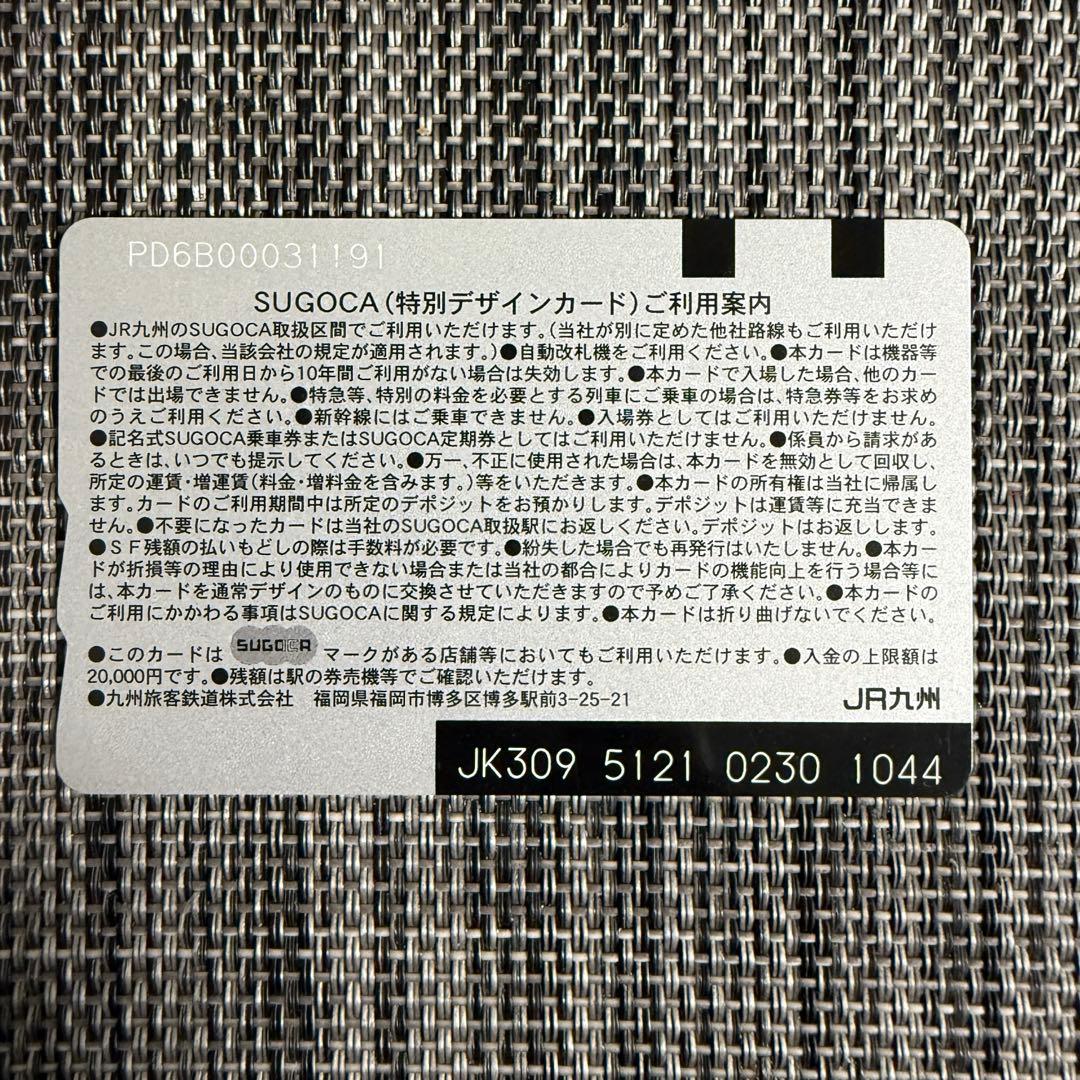 PD6B00031191
SUGOCA(特別デザインカード)ご利用案内
●JR九州のSUGOCA取扱区間でご利用いただけます。(当社が別に定めた他社路線もご利用いただけ
ます。この場合、当該会社の規定が適用されます。)●自動改札機をご利用ください。●本カードは機器等
での最後のご利用日から10年間ご利用がない場合は失効します。●本カードで入場した場合、他のカー
ドでは出場できません。●特急等、特別の料金を必要とする列車にご乗車の場合は、特急券等をお求め
のうえご利用ください。●新幹線にはご乗車できません。●入場券としてはご利用いただけません。
●記名式SUGOCA乗車券またはSUGOCA定期券としてはご利用いただけません。●係員から請求があ
るときは、いつでも提示してください。●万一、不正に使用された場合は、本カードを無効として回収し、
所定の運賃・増運賃(料金・増料金を含みます。)等をいただきます。●本カードの所有権は当社に帰属し
ます。カードのご利用期間中は所定のデポジットをお預かりします。デポジットは運賃等に充当できませ
ん。●不要になったカードは当社のSUGOCA取扱駅にお返しください。デポジットはお返しします。
●SF残額の払いもどしの際は手数料が必要です。●紛失した場合でも再発行はいたしません。●本カー
ドが折損等の理由により使用できない場合または当社の都合によりカードの機能向上を行う場合等に
は、本カードを通常デザインのものに交換させていただきますので予めご了承ください。●本カードの
ご利用にかかわる事項はSUGOCAに関する規定によります。●本カードは折り曲げないでください。
●このカードは SUGOCA マークがある店舗等においてもご利用いただけます。●入金の上限額は
20,000円です。●残額は駅の券売機等でご確認いただけます。
●九州旅客鉄道株式会社 福岡県福岡市博多区博多駅前3-25-21
JR九州
JK309 5121 0230 1044